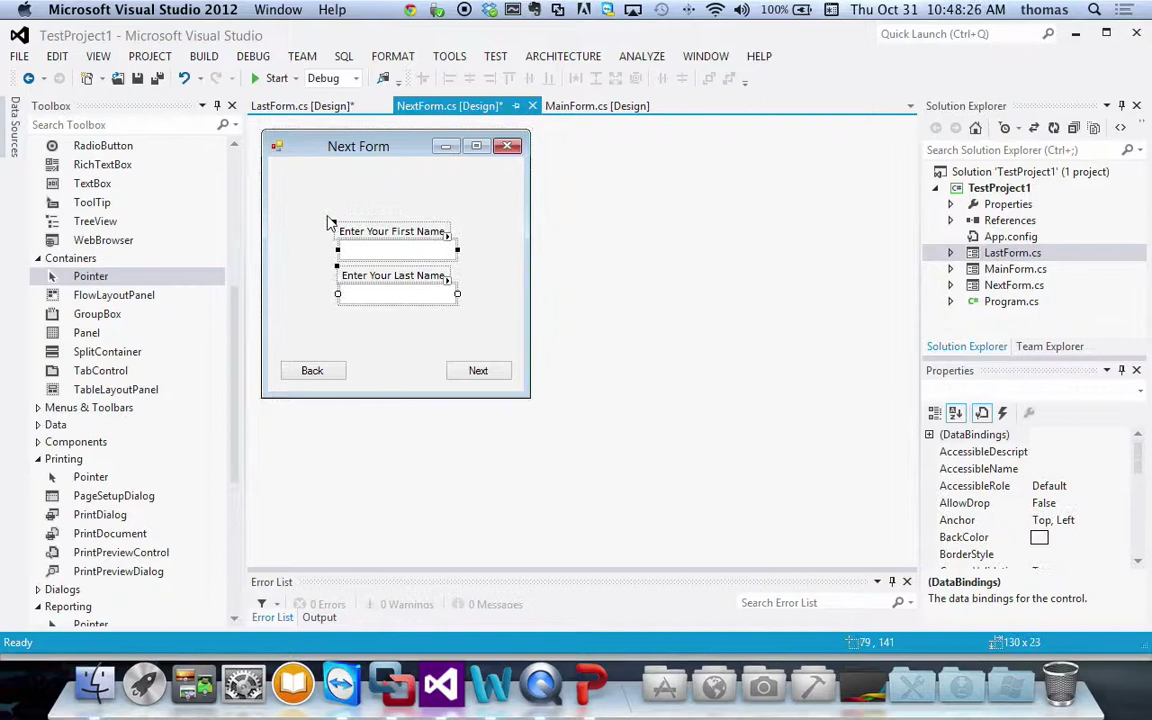 Microsoft Visual Studio 2012 Window Help 100% Thu Oct 31 10:48:26 AM thomas
TestProject1 - Microsoft Visual Studio
Quick Launch (Ctrl+Q)
FILE EDIT VIEW PROJECT BUILD DEBUG TEAM SQL FORMAT TOOLS TEST ARCHITECTURE ANALYZE WINDOW HELP
Start Debug
Data Sources
Toolbox
Search Toolbox
RadioButton
RichTextBox
TextBox
ToolTip
TreeView
WebBrowser
Containers
Pointer
FlowLayoutPanel
GroupBox
Panel
SplitContainer
TabControl
TableLayoutPanel
Menus & Toolbars
Data
Components
Printing
Pointer
PageSetupDialog
PrintDialog
PrintDocument
PrintPreviewControl
PrintPreviewDialog
Dialogs
Reporting
Pointer
LastForm.cs [Design]* NextForm.cs [Design]* MainForm.cs [Design]
Next Form
Enter Your First Name
Enter Your Last Name
Back Next
Error List
0 Errors 0 Warnings 0 Messages
Search Error List
Error List Output
Solution Explorer
Search Solution Explorer (Ctrl+;)
Solution 'TestProject1' (1 project)
TestProject1
Properties
References
App.config
LastForm.cs
MainForm.cs
NextForm.cs
Program.cs
Solution Explorer Team Explorer
Properties
(DataBindings)
AccessibleDescript
AccessibleName
AccessibleRole Default
AllowDrop False
Anchor Top, Left
BackColor
BorderStyle
(DataBindings)
The data bindings for the control.
Ready 79 , 141 130 x 23